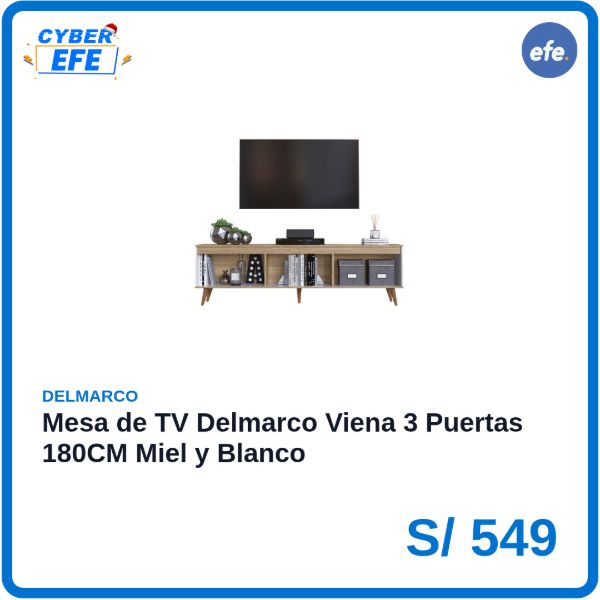 CYBER
EFE
efe.
DELMARCO
Mesa de TV Delmarco Viena 3 Puertas
180CM Miel y Blanco
S/ 549